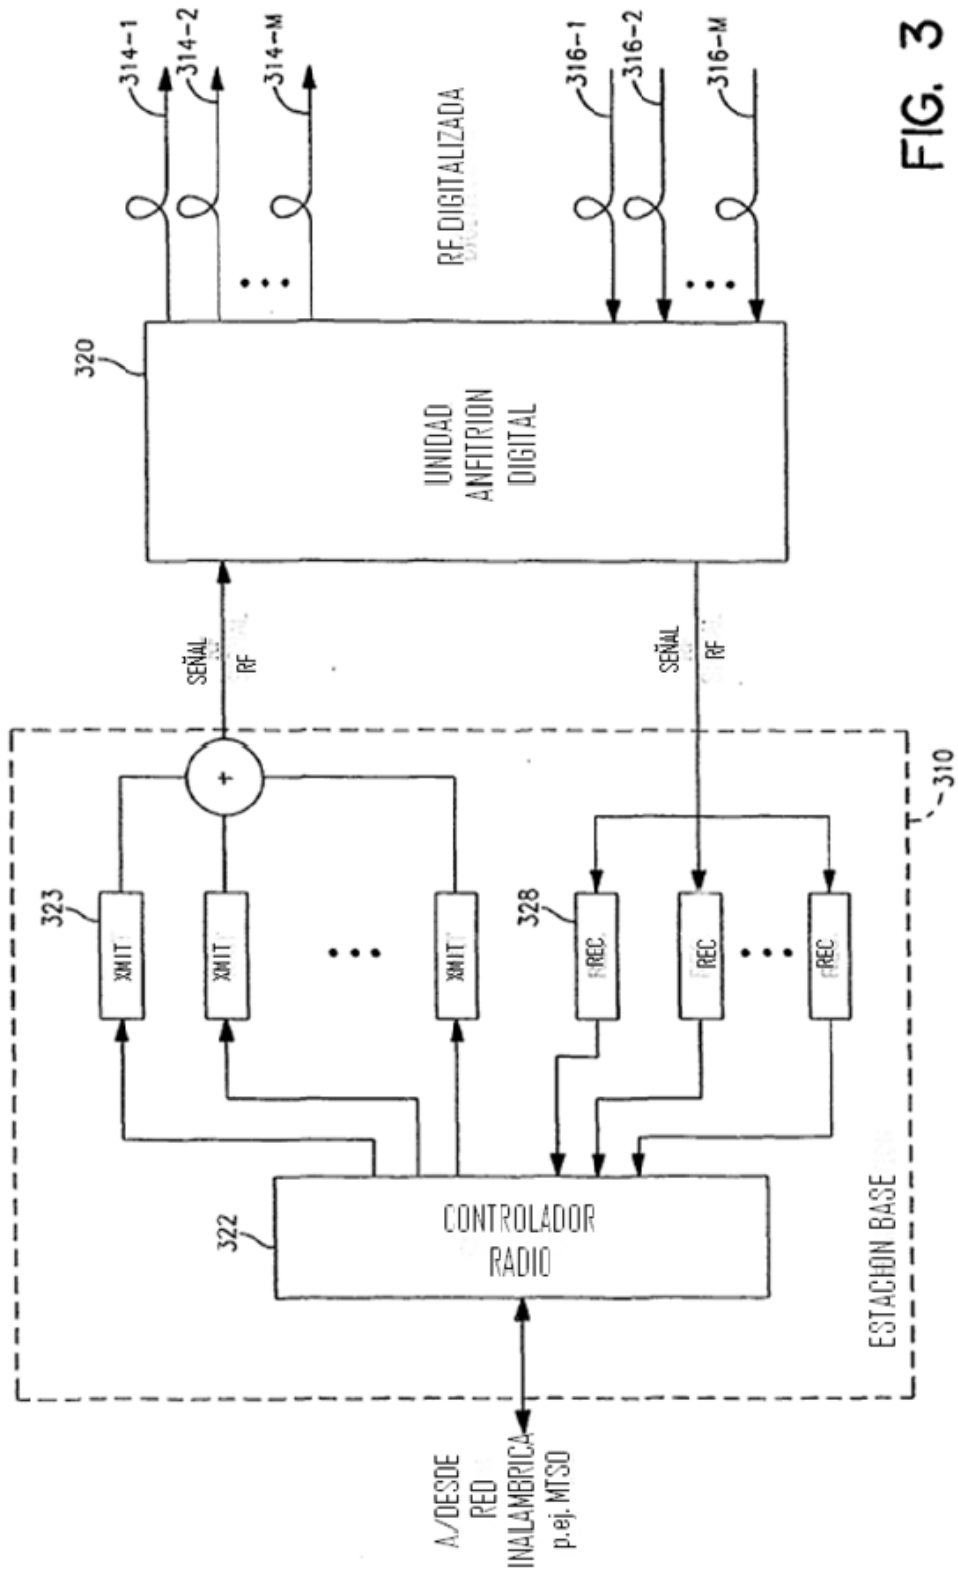 314-1
314-2
314-M
RF DIGITALIZADA
316-1
316-2
316-M
320
UNIDAD
ANFITRION
DIGITAL
SEÑAL
RF
SEÑAL
RF
323
XMIT
XMIT
XMIT
+
328
REC.
REC
REC
310
322
CONTROLADOR
RADIO
ESTACION BASE
A/DESDE
RED
INALAMBRICA
p.ej. MTSO
FIG. 3